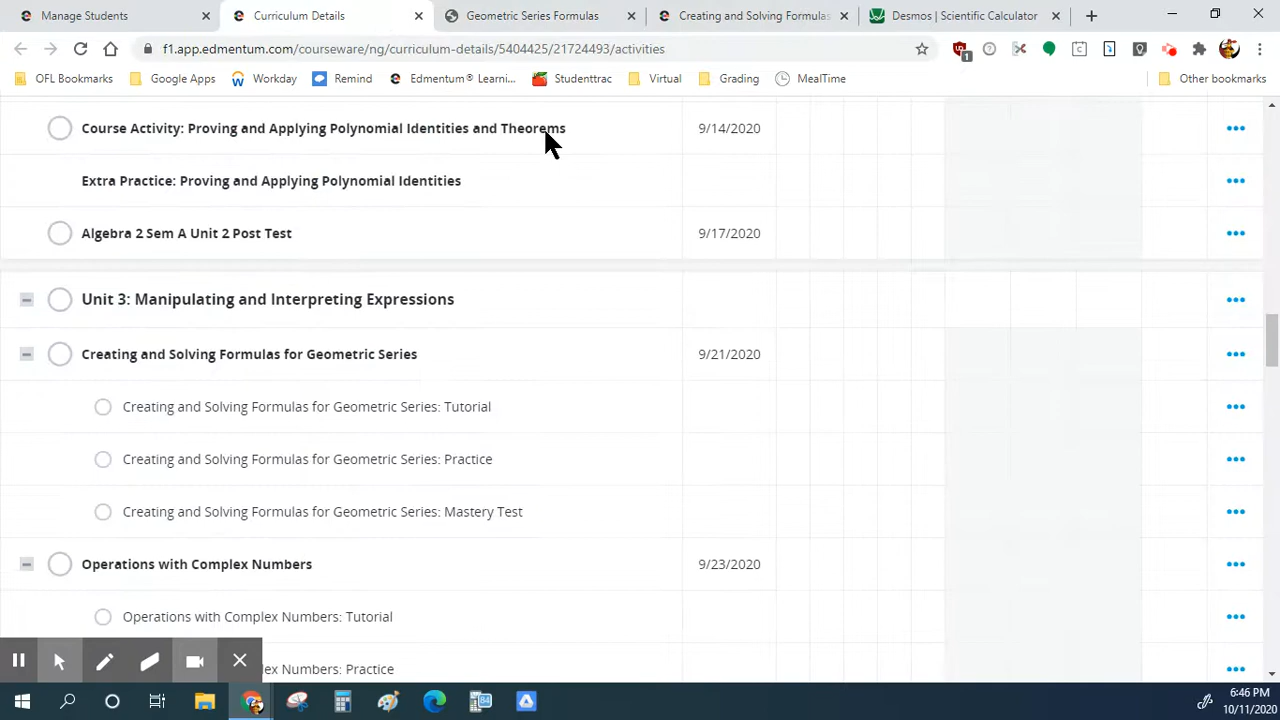 Manage Students
Curriculum Details
Geometric Series Formulas
Creating and Solving Formulas
Desmos | Scientific Calculator
f1.app.edmentum.com/courseware/ng/curriculum-details/5404425/21724493/activities
1
OFL Bookmarks
Google Apps
Workday
Remind
Edmentum® Learni...
Studenttrac
Virtual
Grading
MealTime
Other bookmarks
Course Activity: Proving and Applying Polynomial Identities and Theorems 9/14/2020
Extra Practice: Proving and Applying Polynomial Identities
Algebra 2 Sem A Unit 2 Post Test 9/17/2020
Unit 3: Manipulating and Interpreting Expressions
Creating and Solving Formulas for Geometric Series 9/21/2020
Creating and Solving Formulas for Geometric Series: Tutorial
Creating and Solving Formulas for Geometric Series: Practice
Creating and Solving Formulas for Geometric Series: Mastery Test
Operations with Complex Numbers 9/23/2020
Operations with Complex Numbers: Tutorial
lex Numbers: Practice
6:46 PM
10/11/2020